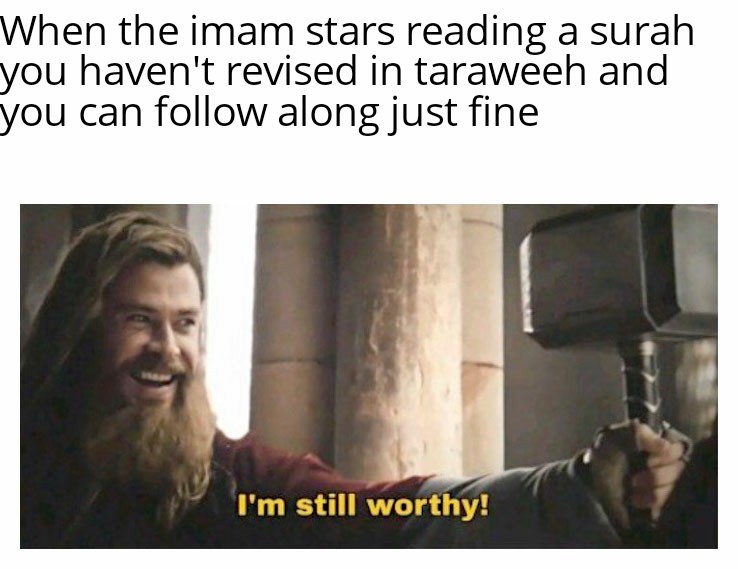 When the imam stars reading a surah
you haven't revised in taraweeh and
you can follow along just fine
I'm still worthy!